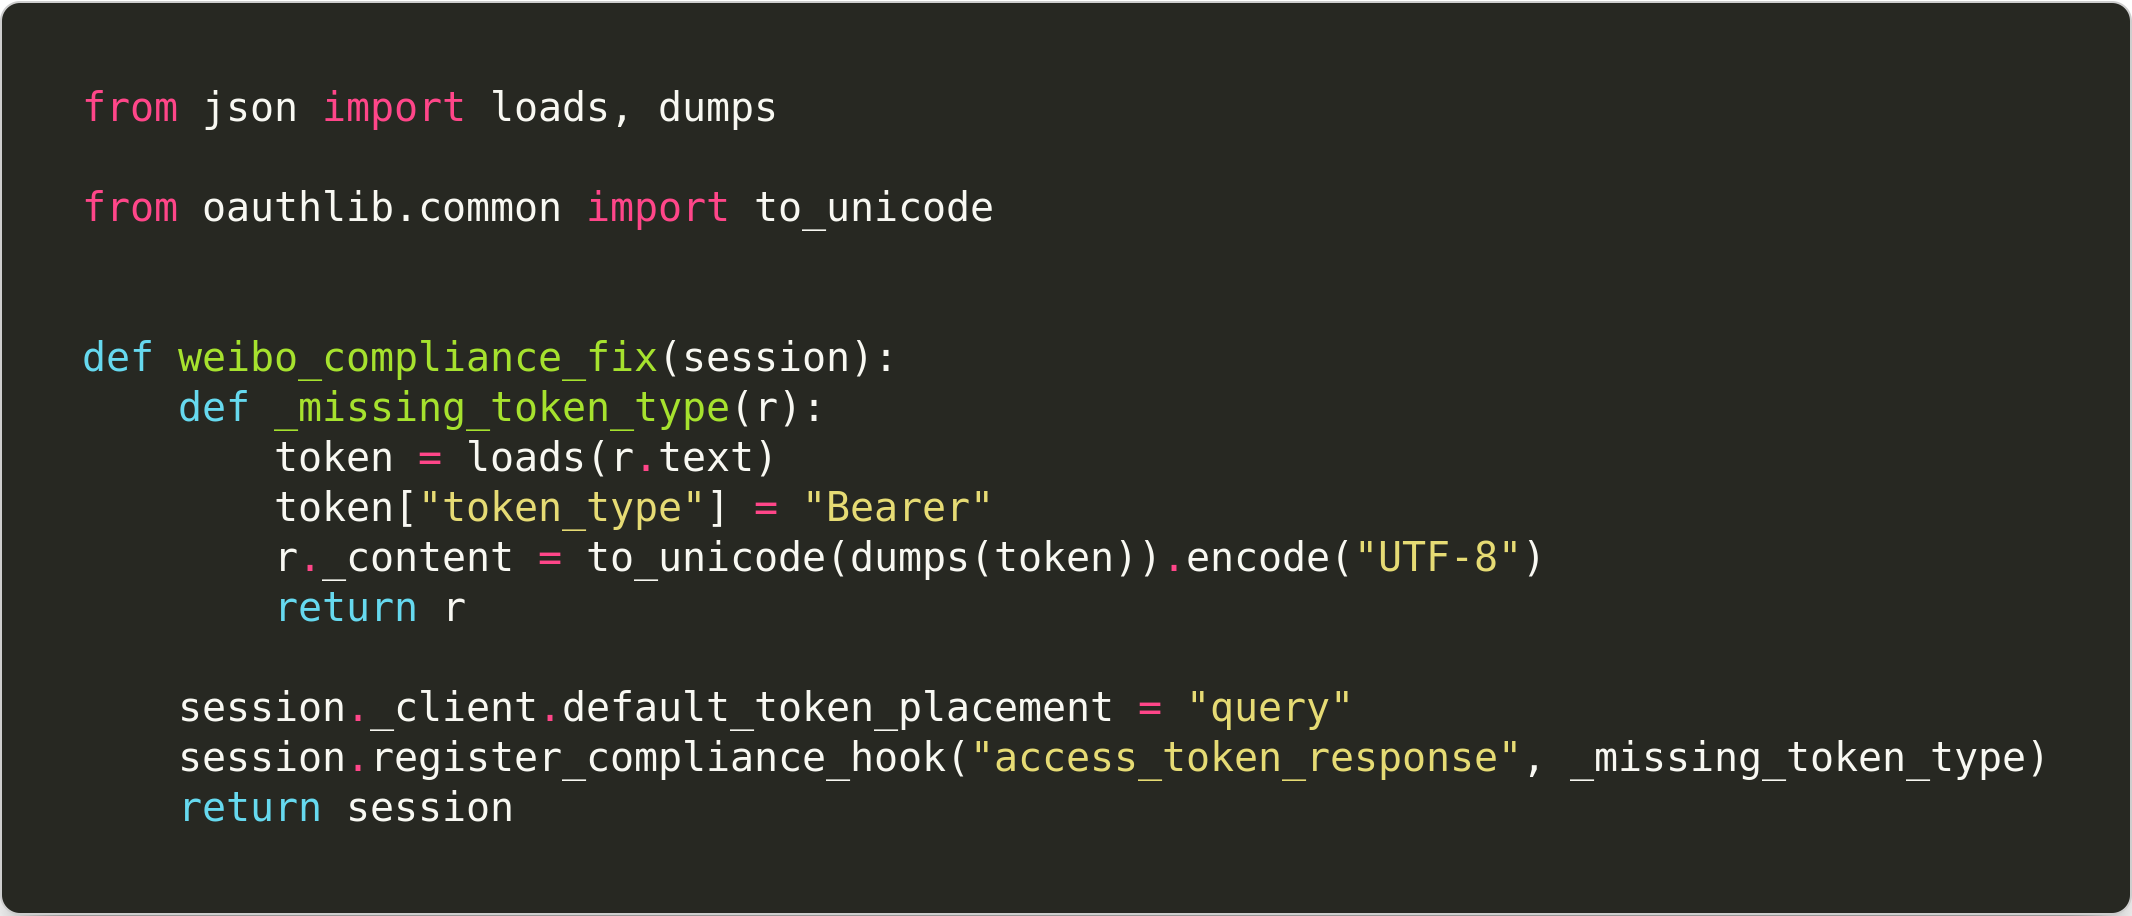 from json import loads, dumps

from oauthlib.common import to_unicode


def weibo_compliance_fix(session):
    def _missing_token_type(r):
        token = loads(r.text)
        token["token_type"] = "Bearer"
        r._content = to_unicode(dumps(token)).encode("UTF-8")
        return r

    session._client.default_token_placement = "query"
    session.register_compliance_hook("access_token_response", _missing_token_type)
    return session